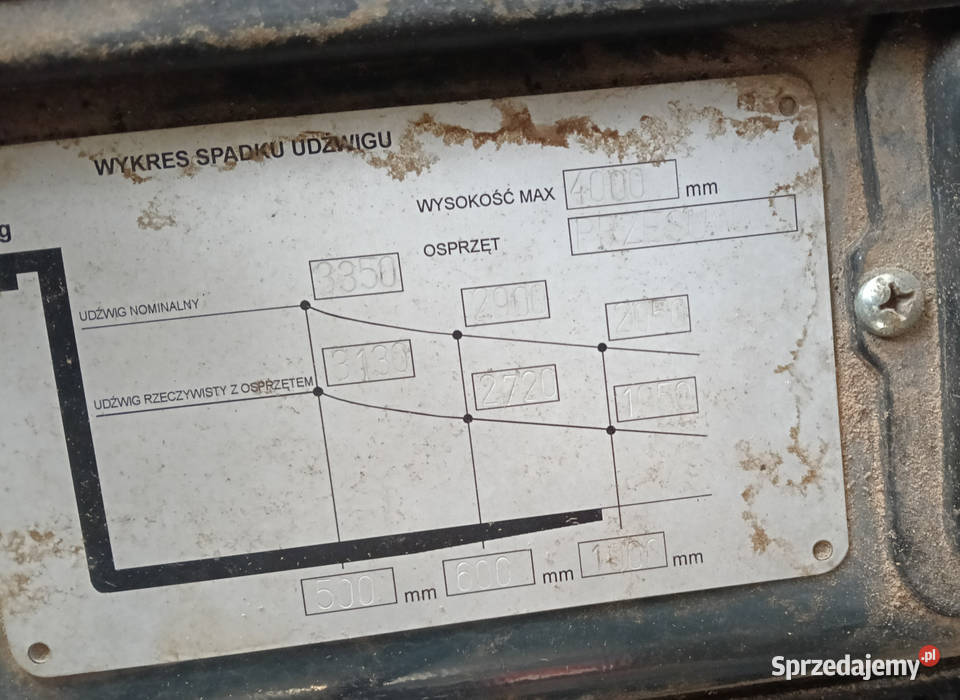 WYKRES SPADKU UDŹWIGU
WYSOKOŚĆ MAX 4000 mm
g
OSPRZĘT
3350
2900
UDŹWIG NOMINALNY
3130
2720
1950
UDŹWIG RZECZYWISTY Z OSPRZĘTEM
500 mm 600 mm mm
Sprzedajemy.pl